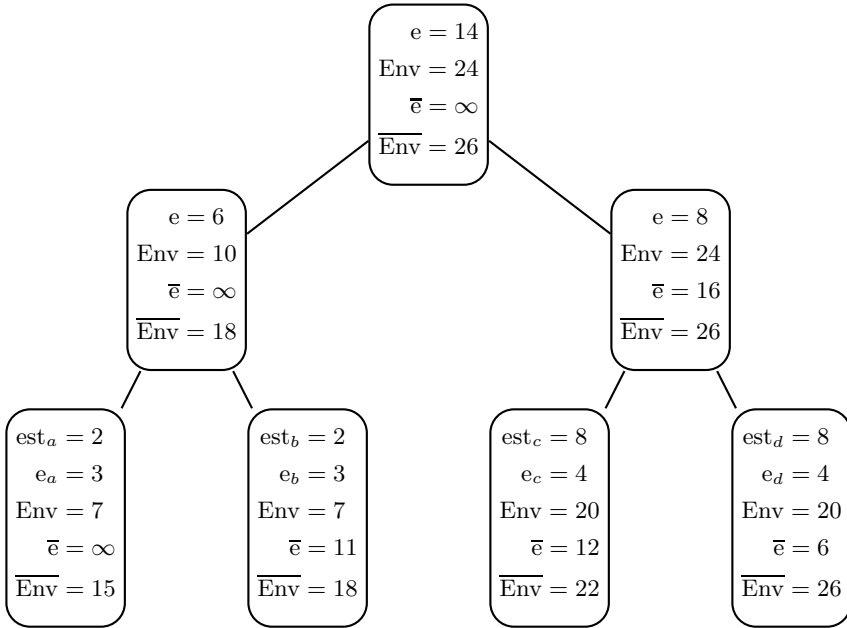 e = 14
Env = 24
e̅ = ∞
E̅n̅v̅ = 26
e = 6
Env = 10
e̅ = ∞
E̅n̅v̅ = 18
e = 8
Env = 24
e̅ = 16
E̅n̅v̅ = 26
estₐ = 2
eₐ = 3
Env = 7
e̅ = ∞
E̅n̅v̅ = 15
est_b = 2
e_b = 3
Env = 7
e̅ = 11
E̅n̅v̅ = 18
est_c = 8
e_c = 4
Env = 20
e̅ = 12
E̅n̅v̅ = 22
est_d = 8
e_d = 4
Env = 20
e̅ = 6
E̅n̅v̅ = 26